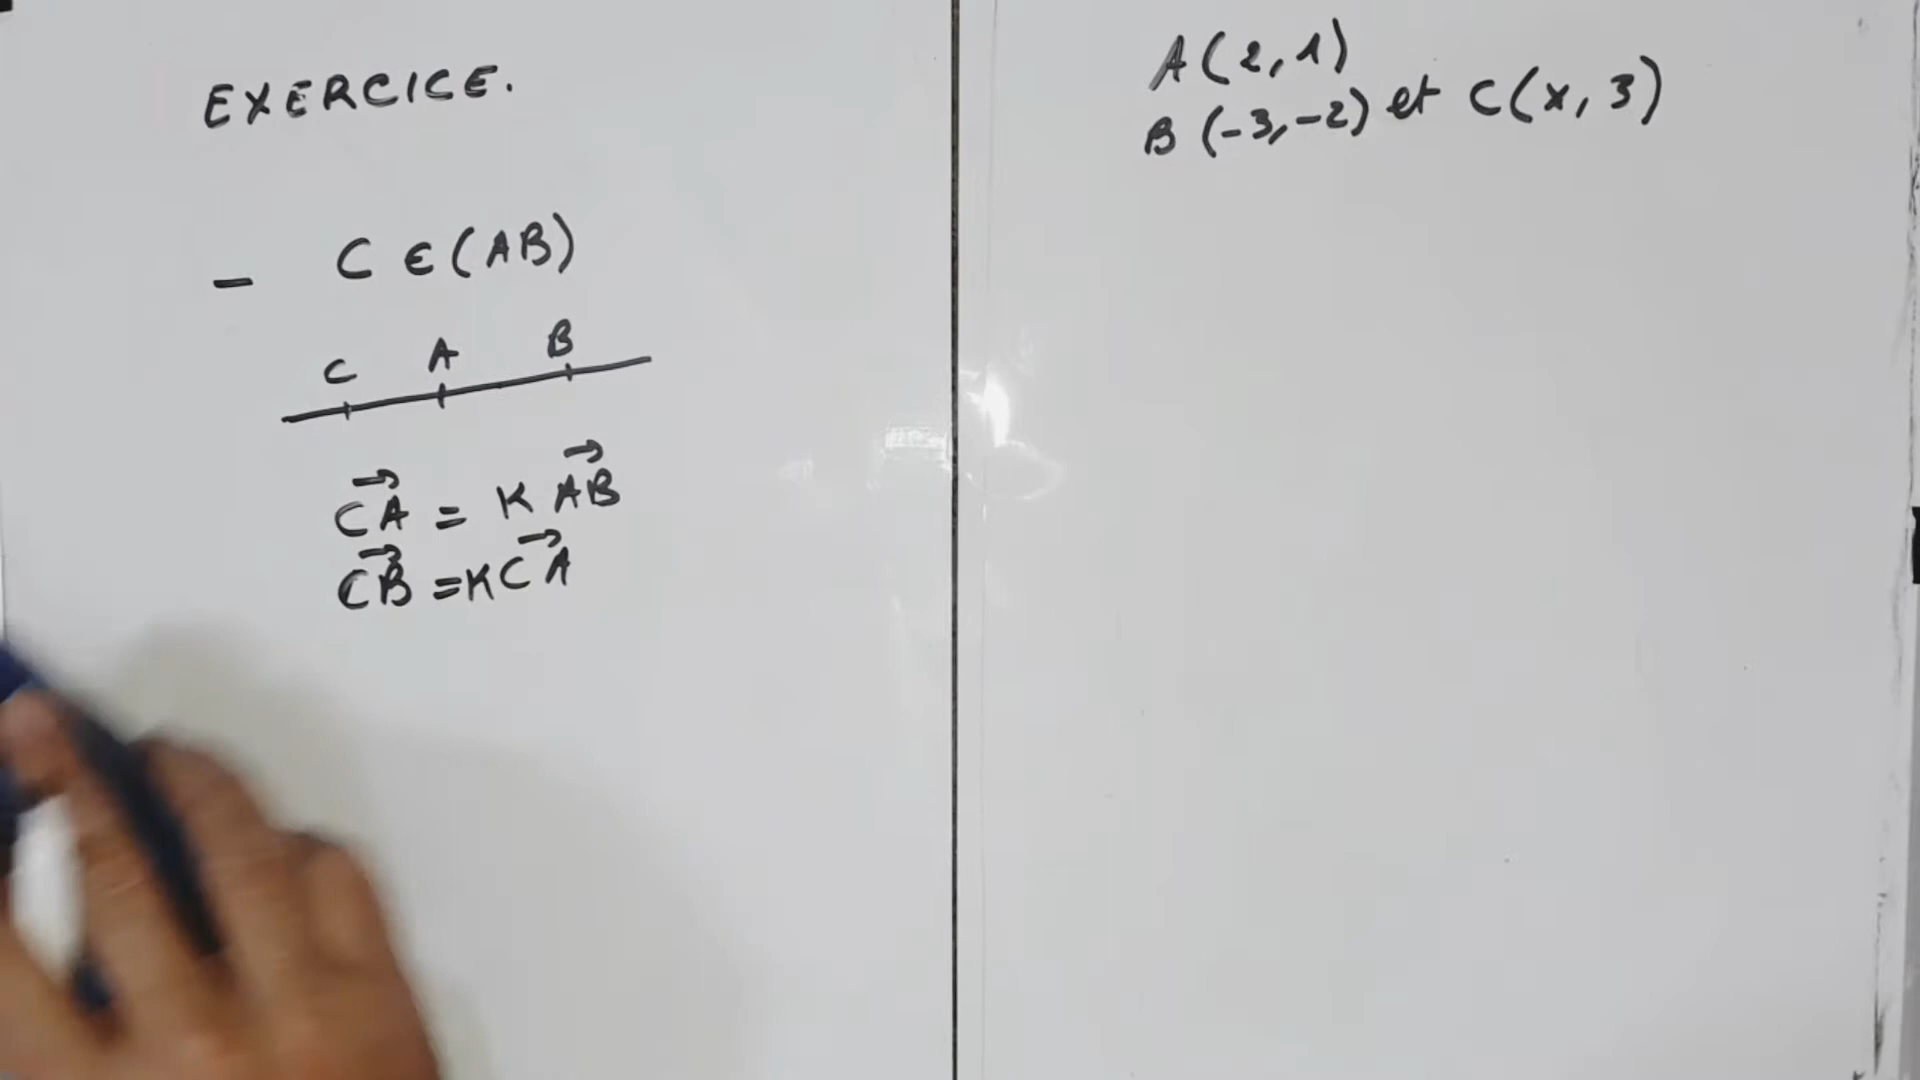 EXERCICE.
- C ∈ (AB)
C A B
→ →
CA = K AB
→ →
CB = K CA
A(2,1)
B(-3,-2) et C(x,3)